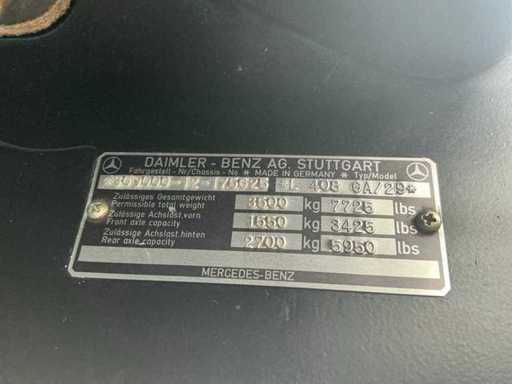 DAIMLER - BENZ AG. STUTTGART
Fahrgestell - Nr/Chassis - No ✶ MADE IN GERMANY ✶ Typ/Model
L 408 GA/29*
Zulässiges Gesamtgewicht
Permissible total weight
3500 kg 7725 lbs
Zulässige Achslast.vorn
Front axle capacity
1550 kg 3425 lbs
Zulässige Achslast.hinten
Rear axle capacity
2700 kg 5950 lbs
MERCEDES-BENZ